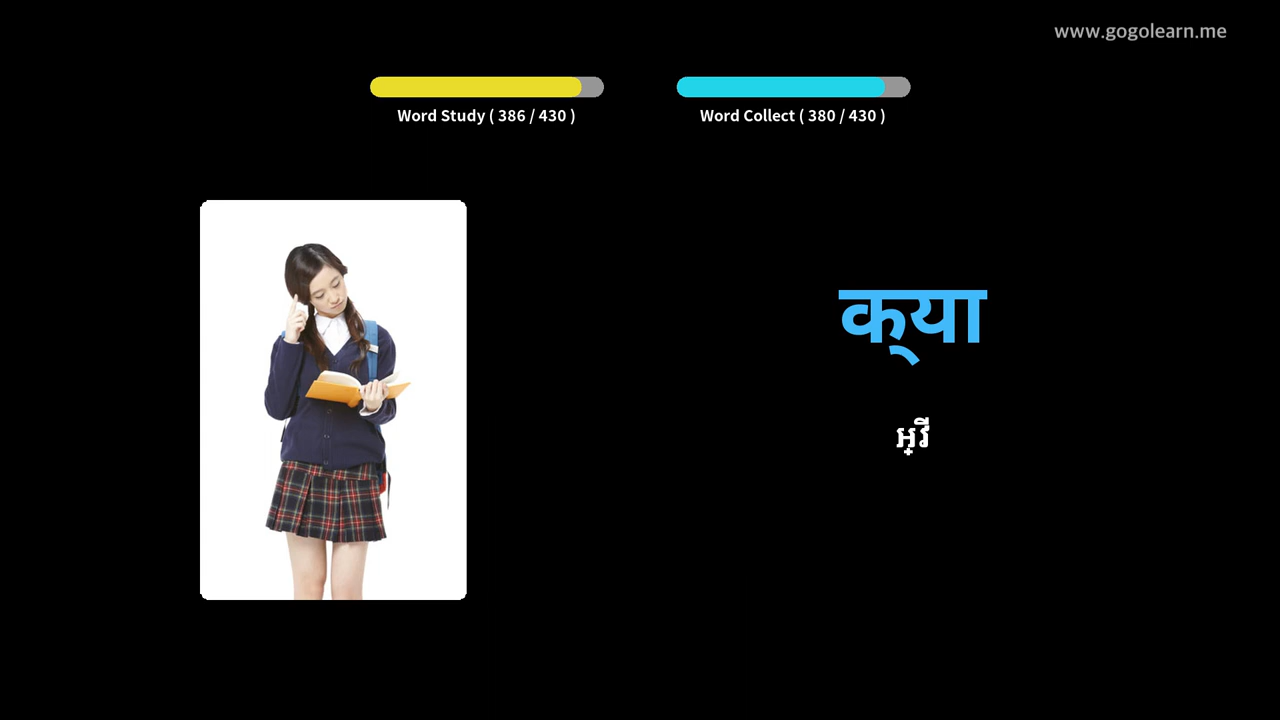 www.gogolearn.me
Word Study ( 386 / 430 )
Word Collect ( 380 / 430 )
क्या
អ្វី